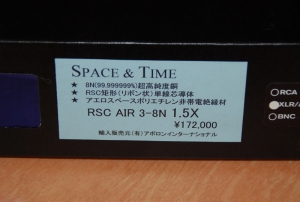 SPACE & TIME
★ 8N(99.999999%)超高純度銅
★ RSC矩形(リボン状)単線芯導体
★ アエロスペースポリエチレン非帯電絶縁材
RSC AIR 3-8N 1.5X
¥172,000
輸入販売元(有)アポロンインターナショナル
○RCA
●XLR/
○BNC